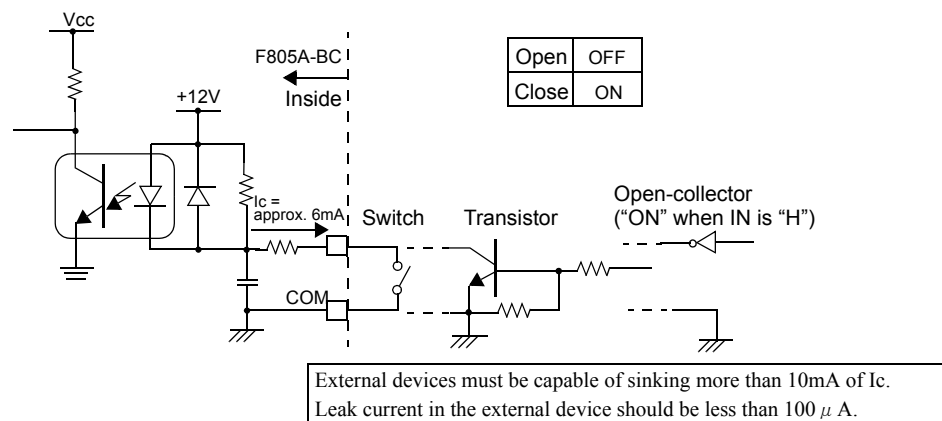 Vcc
F805A-BC
Inside
Open OFF
Close ON
+12V
Ic =
approx. 6mA
Switch
Transistor
Open-collector
(“ON” when IN is “H”)
COM
External devices must be capable of sinking more than 10mA of Ic.
Leak current in the external device should be less than 100 μ A.